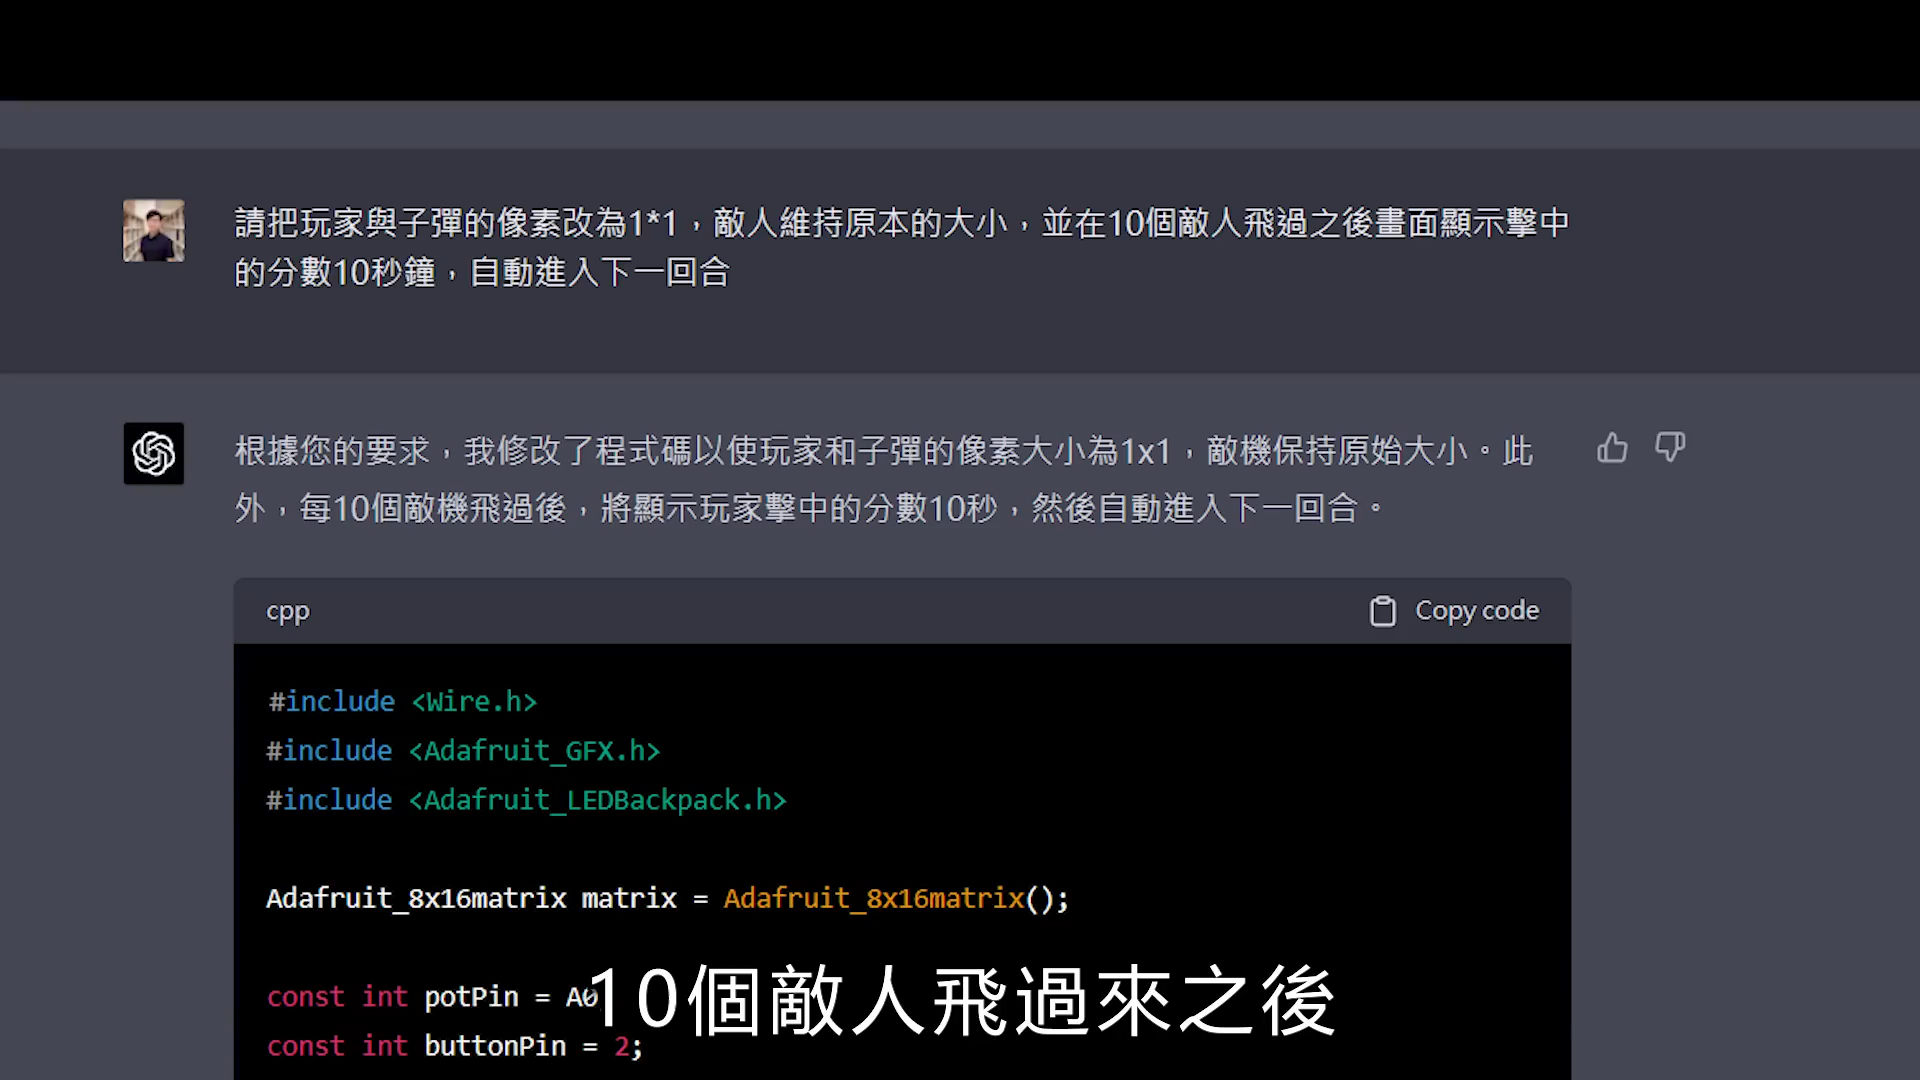 請把玩家與子彈的像素改為1*1，敵人維持原本的大小，並在10個敵人飛過之後畫面顯示擊中
的分數10秒鐘，自動進入下一回合
根據您的要求，我修改了程式碼以使玩家和子彈的像素大小為1x1，敵機保持原始大小。此
外，每10個敵機飛過後，將顯示玩家擊中的分數10秒，然後自動進入下一回合。
cpp
Copy code
#include <Wire.h>
#include <Adafruit_GFX.h>
#include <Adafruit_LEDBackpack.h>
Adafruit_8x16matrix matrix = Adafruit_8x16matrix();
const int potPin = A0
10個敵人飛過來之後
const int buttonPin = 2;